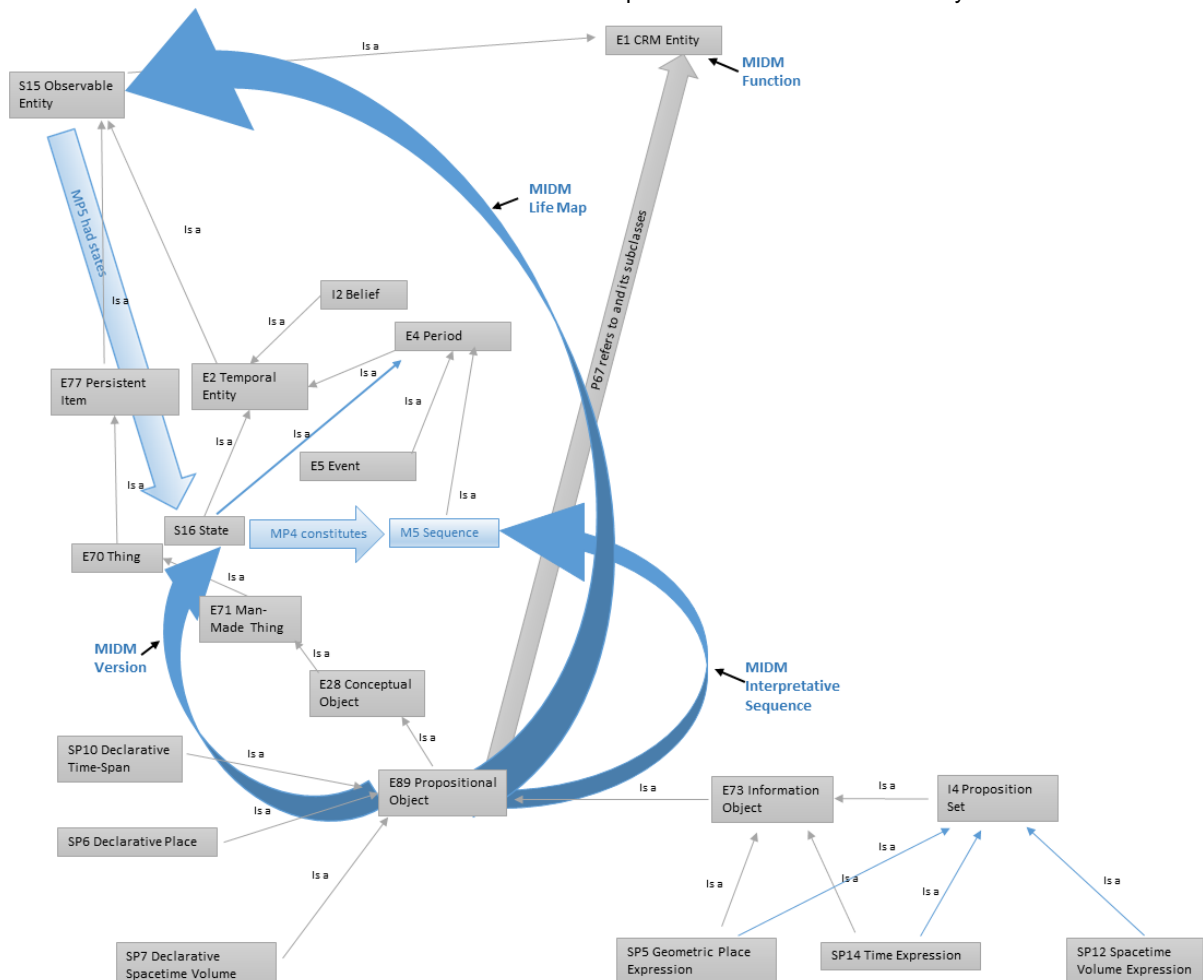 Is a
E1 CRM Entity
MIDM
Function
S15 Observable
Entity
MP5 had states
MIDM
Life Map
P67 refers to and its subclasses
Is a
I2 Belief
Is a
Is a
E4 Period
E77 Persistent
Item
E2 Temporal
Entity
Is a
Is a
Is a
Is a
E5 Event
Is a
Is a
S16 State
MP4 constitutes
M5 Sequence
E70 Thing
Is a
E71 Man-
Made Thing
MIDM
Version
Is a
E28 Conceptual
Object
MIDM
Interpretative
Sequence
Is a
SP10 Declarative
Time-Span
Is a
E89 Propositional
Object
Is a
E73 Information
Object
Is a
I4 Proposition
Set
SP6 Declarative Place
Is a
Is a
Is a
Is a
Is a
Is a
SP7 Declarative
Spacetime Volume
SP5 Geometric Place
Expression
SP14 Time Expression
SP12 Spacetime
Volume Expression